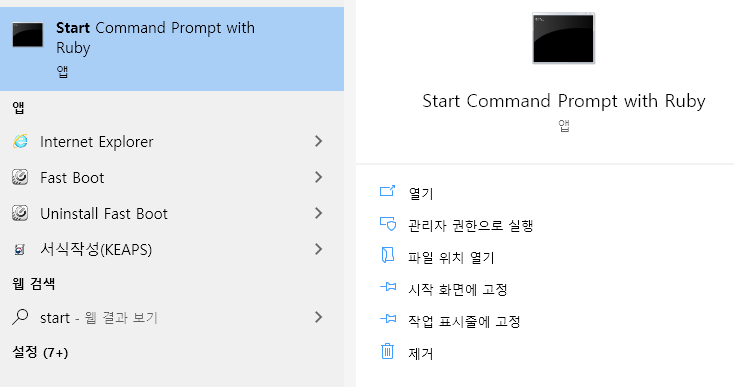 Start Command Prompt with
Ruby
앱
앱
Internet Explorer
Fast Boot
Uninstall Fast Boot
서식작성(KEAPS)
웹 검색
start - 웹 결과 보기
설정 (7+)
Start Command Prompt with Ruby
앱
열기
관리자 권한으로 실행
파일 위치 열기
시작 화면에 고정
작업 표시줄에 고정
제거